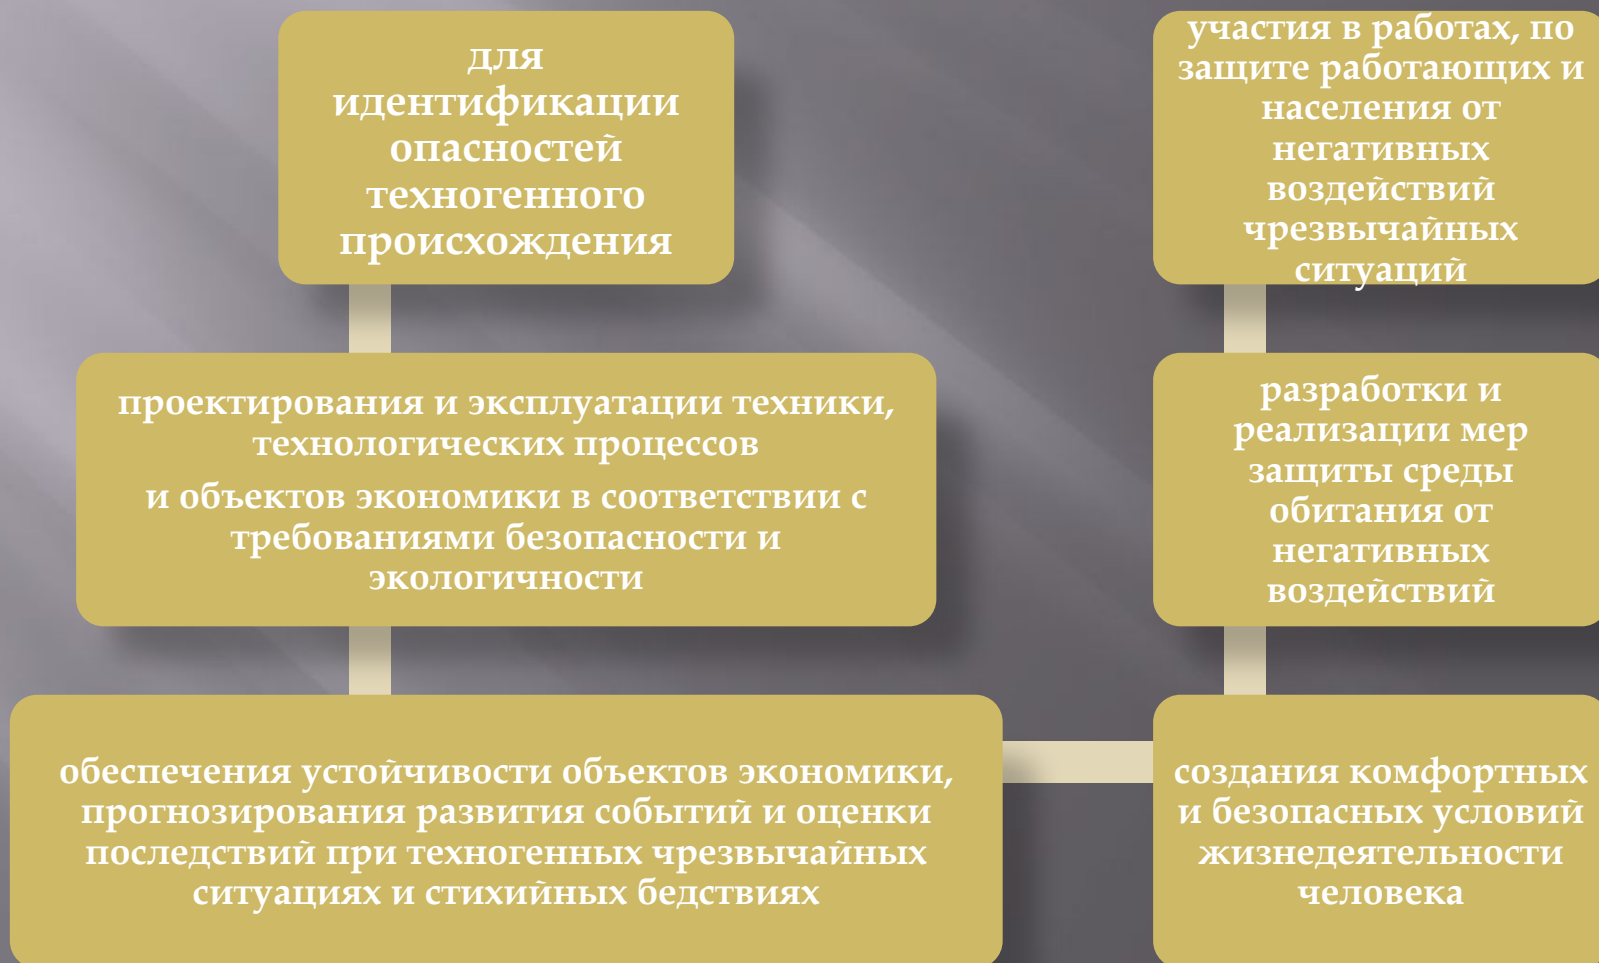 для
идентификации
опасностей
техногенного
происхождения
проектирования и эксплуатации техники,
технологических процессов
и объектов экономики в соответствии с
требованиями безопасности и
экологичности
обеспечения устойчивости объектов экономики,
прогнозирования развития событий и оценки
последствий при техногенных чрезвычайных
ситуациях и стихийных бедствиях
создания комфортных
и безопасных условий
жизнедеятельности
человека
разработки и
реализации мер
защиты среды
обитания от
негативных
воздействий
участия в работах, по
защите работающих и
населения от
негативных
воздействий
чрезвычайных
ситуаций